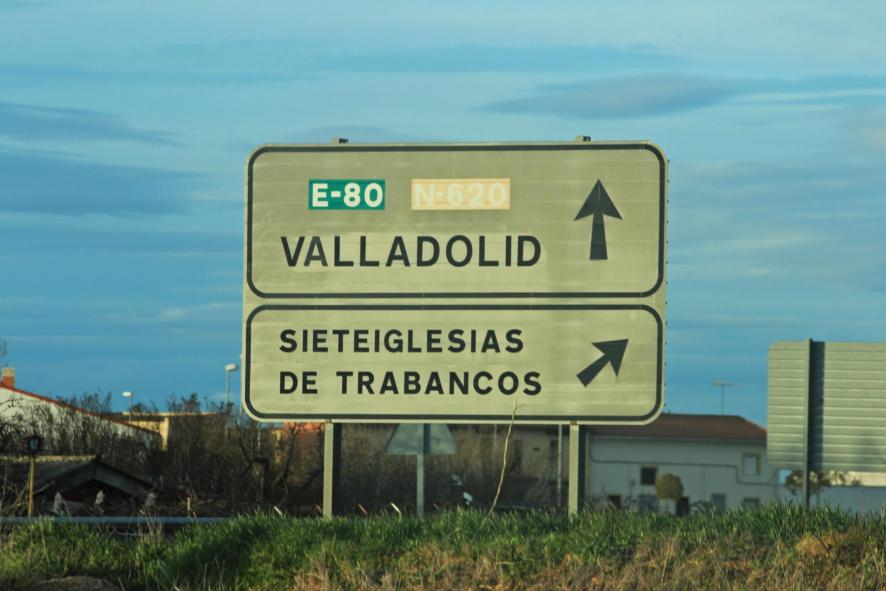 E-80 N-620
VALLADOLID
SIETEIGLESIAS
DE TRABANCOS